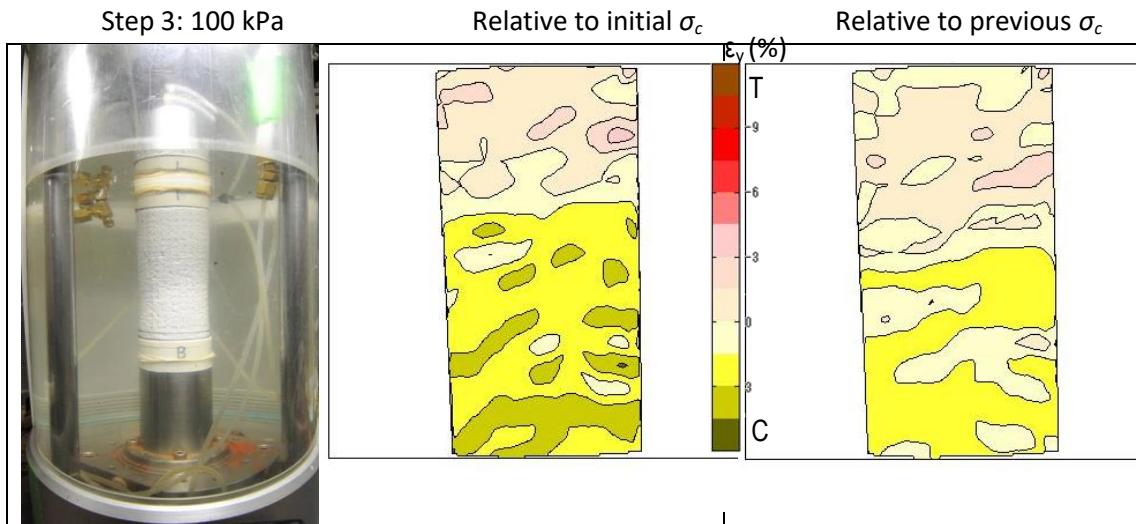 Step 3: 100 kPa
Relative to initial σc
Relative to previous σc
εv (%)
T
-9
-6
-3
0
3
C
B